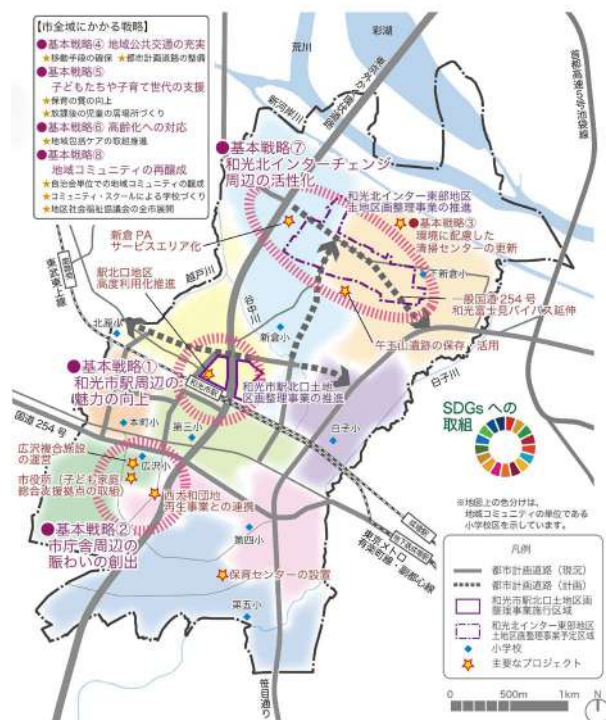 【市全域にかかる戦略】
●基本戦略④ 地域公共交通の充実
★移動手段の確保 ★都市計画道路の整備
●基本戦略⑤
子どもたちや子育て世代の支援
★保育の質の向上
★放課後の児童の居場所づくり
●基本戦略⑥ 高齢化への対応
★地域包括ケアの取組推進
●基本戦略⑧
地域コミュニティの再醸成
★自治会単位での地域コミュニティの醸成
★コミュニティ・スクールによる学校づくり
★地区社会福祉協議会の全市展開
荒川
彩湖
新河岸川
東京外かく環状道路
首都高速5号池袋線
●基本戦略⑦
和光北インターチェンジ
周辺の活性化
和光北インター東部地区
土地区画整理事業の推進
●基本戦略③
環境に配慮した
清掃センターの更新
新倉PA
サービスエリア化
下新倉小
東武東上線
越戸川
駅北口地区
高度利用化推進
谷中川
一般国道254号
和光富士見バイパス延伸
北原小
新倉小
午王山遺跡の保存・活用
●基本戦略①
和光市駅周辺の
魅力の向上
和光市駅
和光市駅北口土地
区画整理事業の推進
白子川
SDGsへの
取組
国道254号
本町小
第三小
白子小
広沢複合施設
の運営
広沢小
市役所(子ども家庭
総合支援拠点の取組)
西大和団地
再生事業との連携
※地図上の色分けは、
地域コミュニティの単位である
小学校区を示しています。
●基本戦略②
市庁舎周辺の
賑わいの創出
第四小
成増駅
地下鉄成増駅
東京メトロ
有楽町線・副都心線
保育センターの設置
第五小
笹目通り
凡例
都市計画道路(現況)
都市計画道路(計画)
和光市駅北口土地区画
整理事業施行区域
和光北インター東部地区
土地区画整理事業予定区域
小学校
主要なプロジェクト
0 500m 1km N